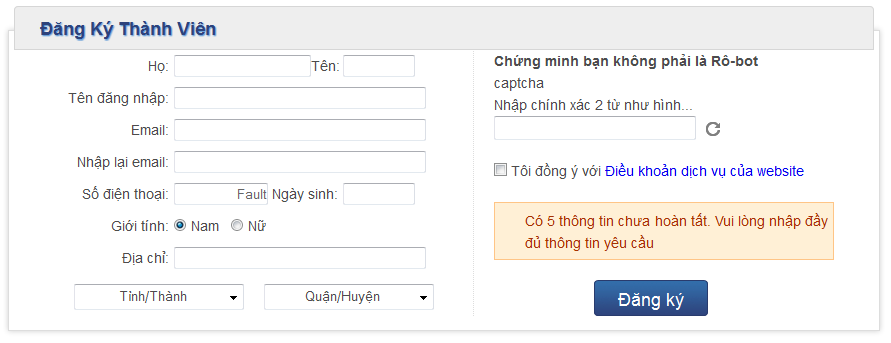 Đăng Ký Thành Viên
Họ: Tên:
Tên đăng nhập:
Email:
Nhập lại email:
Số điện thoại: Fault Ngày sinh:
Giới tính: Nam Nữ
Địa chỉ:
Tỉnh/Thành Quận/Huyện
Chứng minh bạn không phải là Rô-bot
captcha
Nhập chính xác 2 từ như hình...
Tôi đồng ý với Điều khoản dịch vụ của website
Có 5 thông tin chưa hoàn tất. Vui lòng nhập đầy
đủ thông tin yêu cầu
Đăng ký